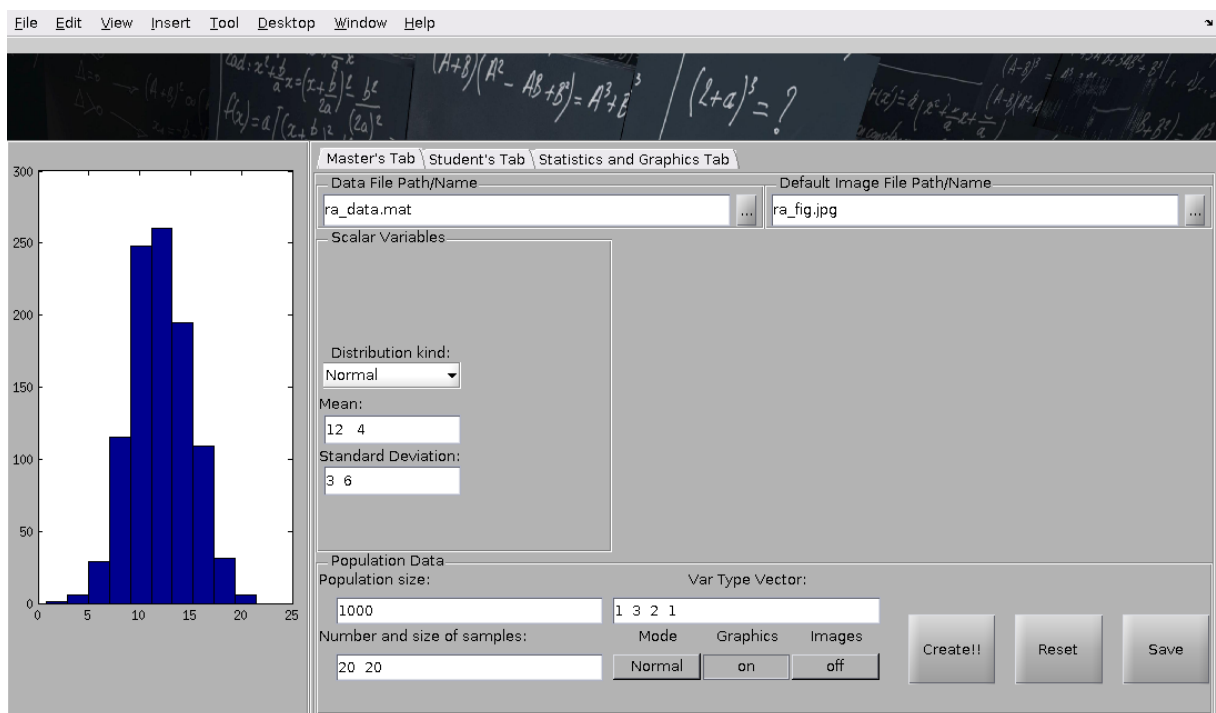 File Edit View Insert Tool Desktop Window Help
(A+B)(A²-AB+B²)=A³+B³
(2+a)³=?
Master's Tab Student's Tab Statistics and Graphics Tab
Data File Path/Name Default Image File Path/Name
ra_data.mat ... ra_fig.jpg ...
Scalar Variables
Distribution kind:
Normal
Mean:
12 4
Standard Deviation:
3 6
Population Data
Population size: Var Type Vector:
1000 1 3 2 1
Number and size of samples: Mode Graphics Images
20 20 Normal on off
Create!! Reset Save
300
250
200
150
100
50
0
0 5 10 15 20 25